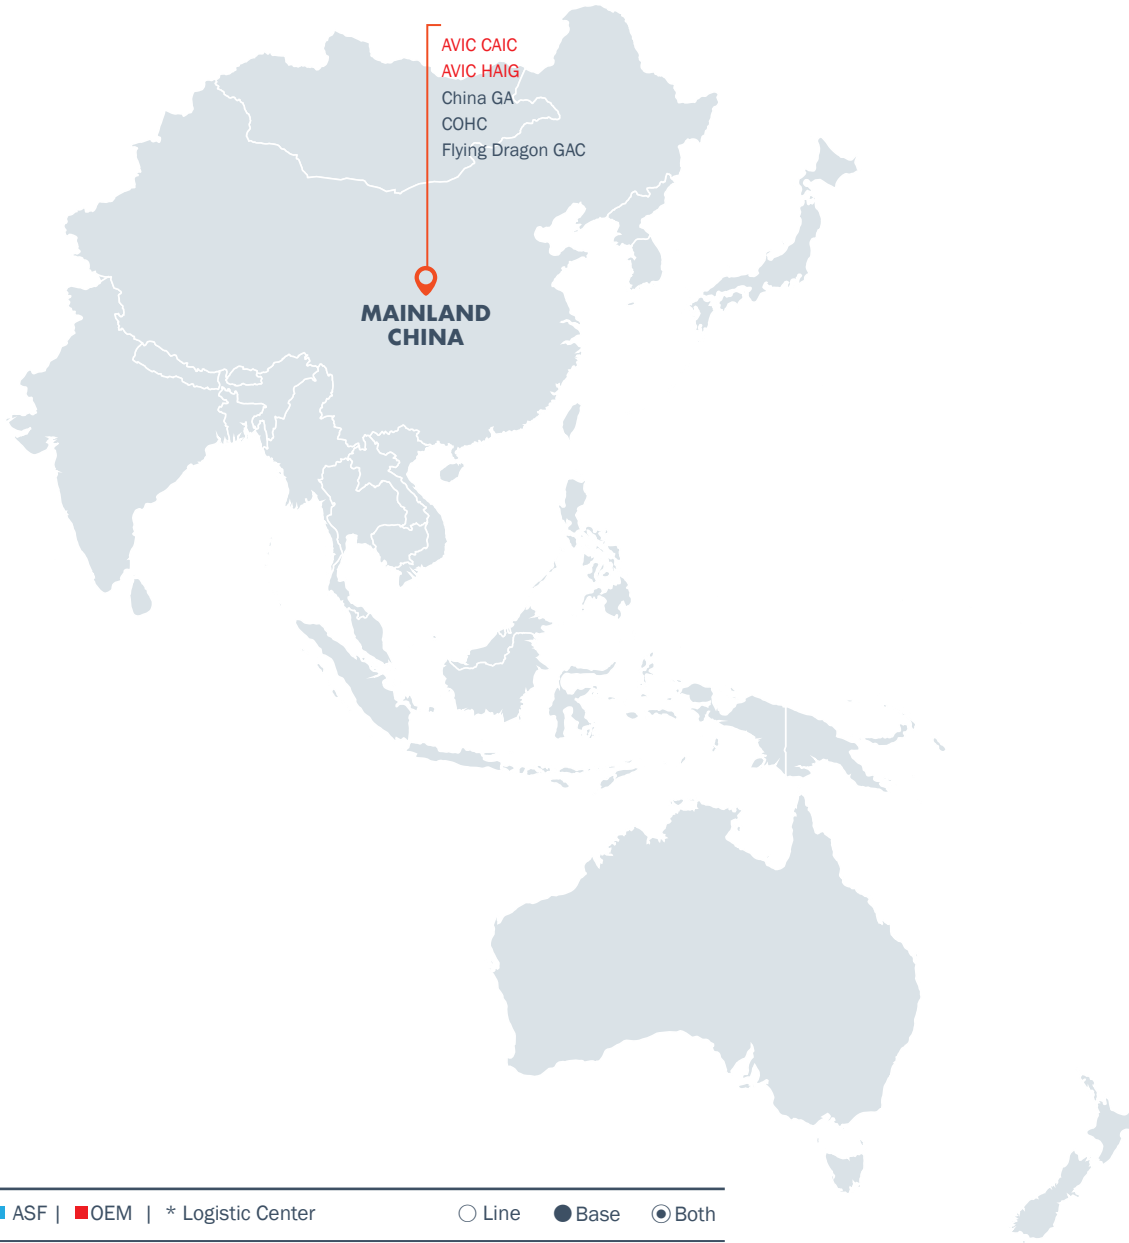 AVIC CAIC
AVIC HAIG
China GA
COHC
Flying Dragon GAC
MAINLAND
CHINA
ASF | OEM | * Logistic Center Line Base Both